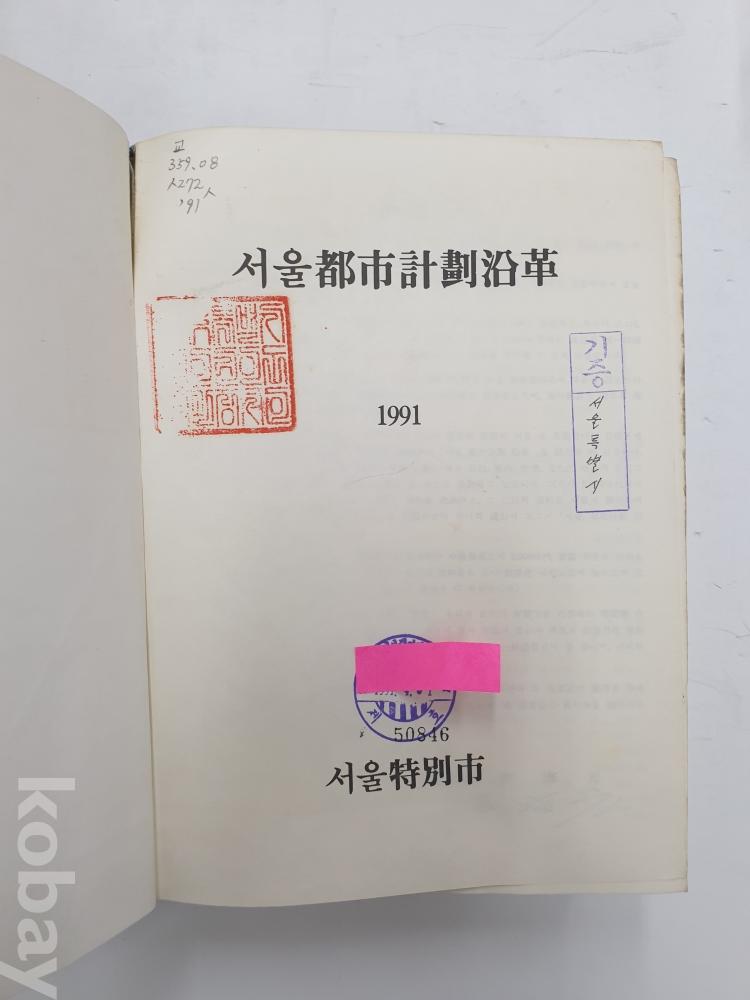 교
359.08
ㅅ272ㅅ
'91
서울都市計劃沿革
1991
기증
서울특별시
50846
서울特別市
kobay